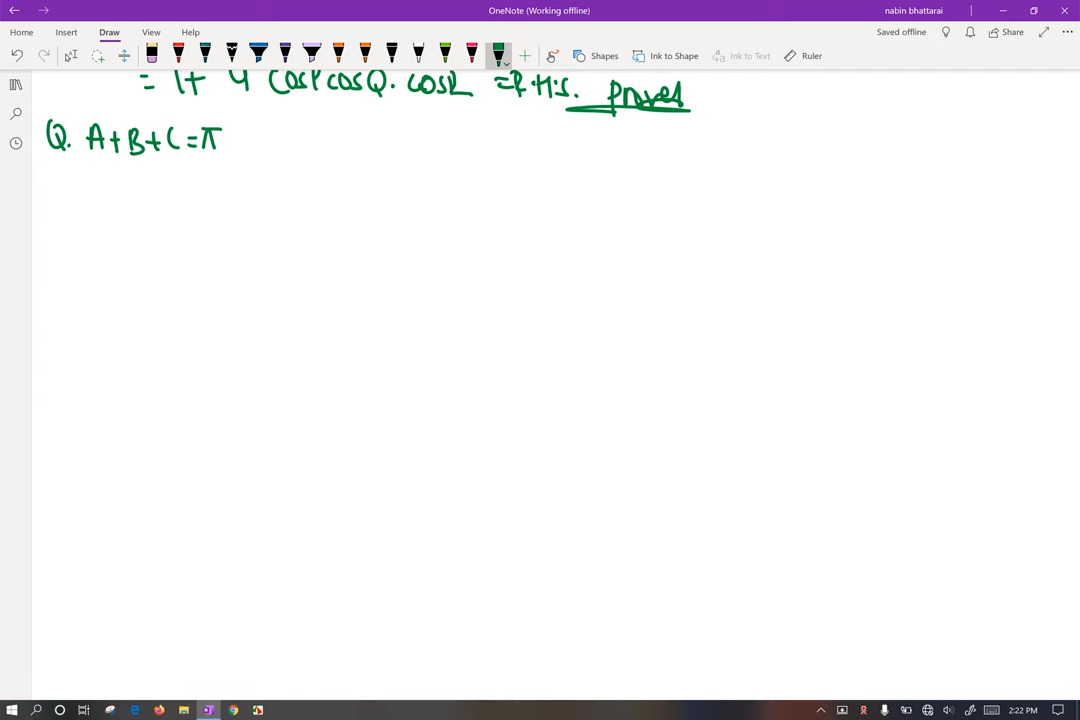 OneNote (Working offline)
nabin bhattarai
Home Insert Draw View Help
Saved offline
Share
Shapes
Ink to Shape
Ink to Text
Ruler
= 1+ 4 cosP cosQ. cosR = R.H.S. proved
Q. A+B+C=π
2:22 PM